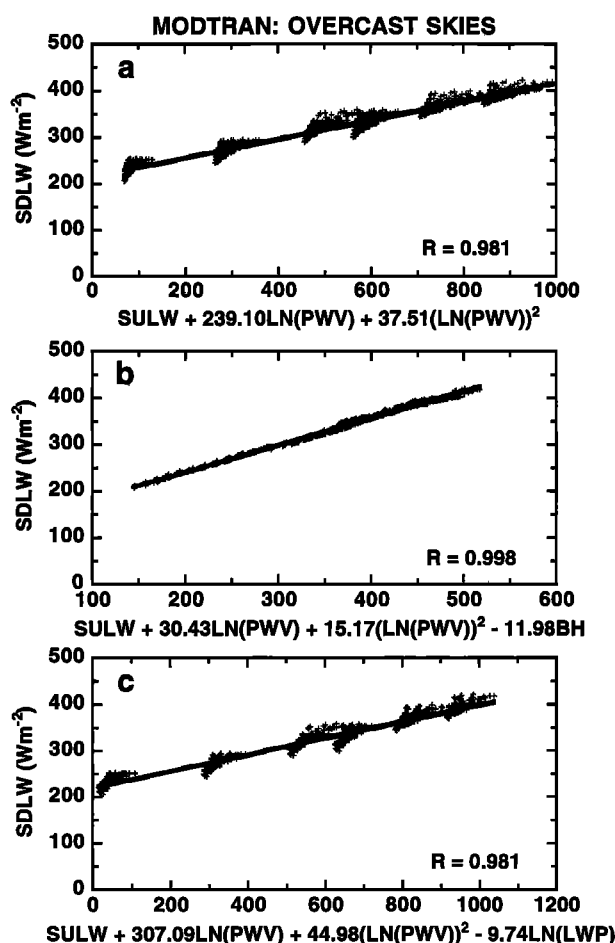 MODTRAN: OVERCAST SKIES
a
500
400
300
200
100
0
SDLW (Wm⁻²)
R = 0.981
0 200 400 600 800 1000
SULW + 239.10LN(PWV) + 37.51(LN(PWV))²
b
500
400
300
200
100
0
SDLW (Wm⁻²)
R = 0.998
100 200 300 400 500 600
SULW + 30.43LN(PWV) + 15.17(LN(PWV))² - 11.98BH
c
500
400
300
200
100
0
SDLW (Wm⁻²)
R = 0.981
0 200 400 600 800 1000 1200
SULW + 307.09LN(PWV) + 44.98(LN(PWV))² - 9.74LN(LWP)